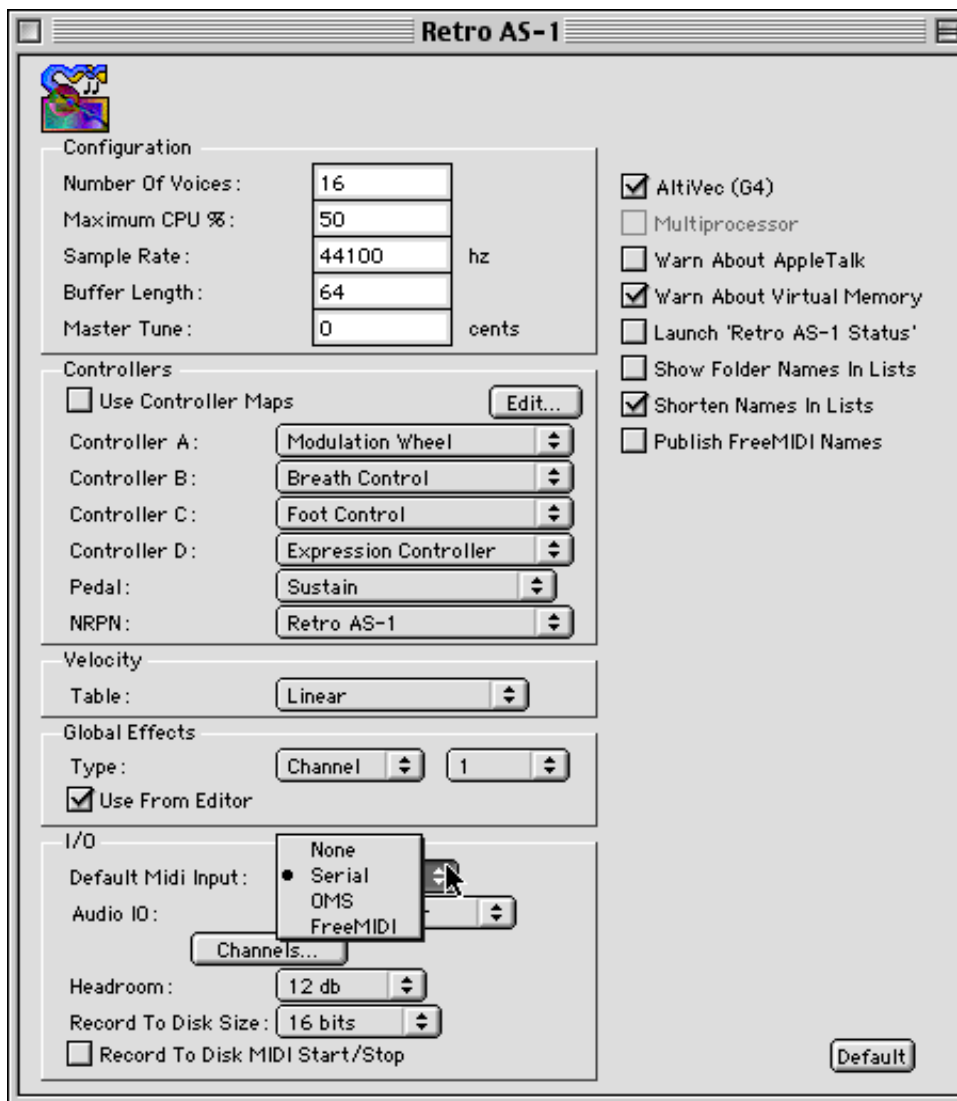 Retro AS-1
Configuration
Number Of Voices: 16
Maximum CPU %: 50
Sample Rate: 44100 hz
Buffer Length: 64
Master Tune: 0 cents
Controllers
Use Controller Maps Edit...
Controller A: Modulation Wheel
Controller B: Breath Control
Controller C: Foot Control
Controller D: Expression Controller
Pedal: Sustain
NRPN: Retro AS-1
Velocity
Table: Linear
Global Effects
Type: Channel 1
Use From Editor
I/O
None
Default Midi Input: Serial
OMS
Audio IO:
FreeMIDI
Channels...
Headroom: 12 db
Record To Disk Size: 16 bits
Record To Disk MIDI Start/Stop
AltiVec (G4)
Multiprocessor
Warn About AppleTalk
Warn About Virtual Memory
Launch 'Retro AS-1 Status'
Show Folder Names In Lists
Shorten Names In Lists
Publish FreeMIDI Names
Default